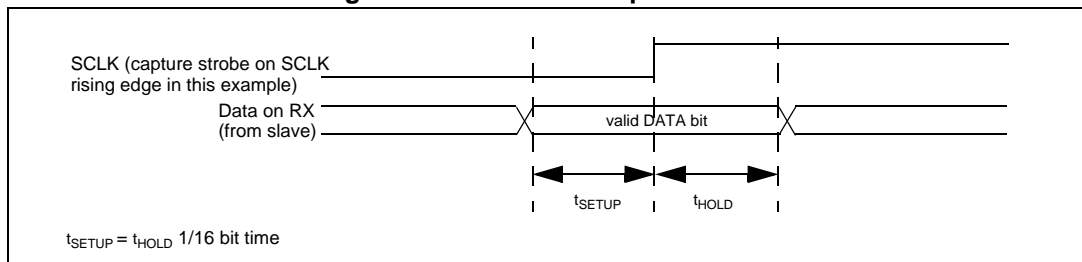 SCLK (capture strobe on SCLK
rising edge in this example)
Data on RX
(from slave)
valid DATA bit
tSETUP
tHOLD
tSETUP = tHOLD 1/16 bit time